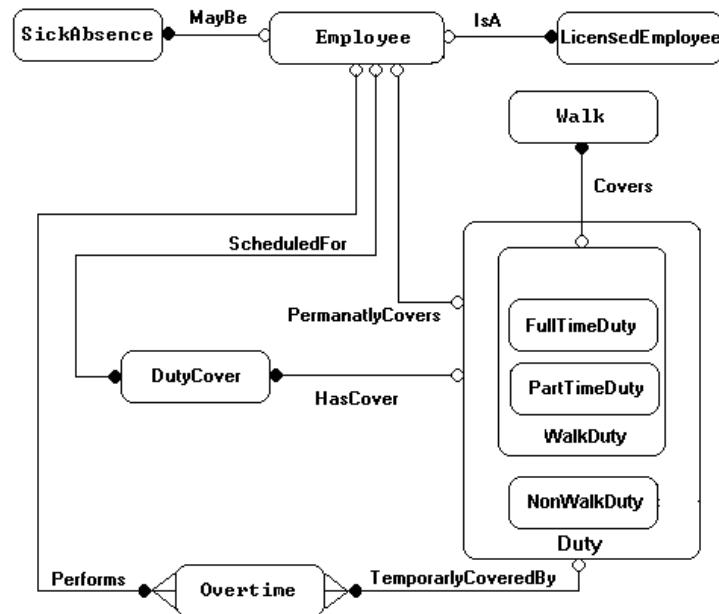 MayBe
IsA
SickAbsence
Employee
LicensedEmployee
Walk
Covers
ScheduledFor
PermanatlyCovers
FullTimeDuty
DutyCover
PartTimeDuty
HasCover
WalkDuty
NonWalkDuty
Duty
Performs
Overtime
TemporarlyCoveredBy